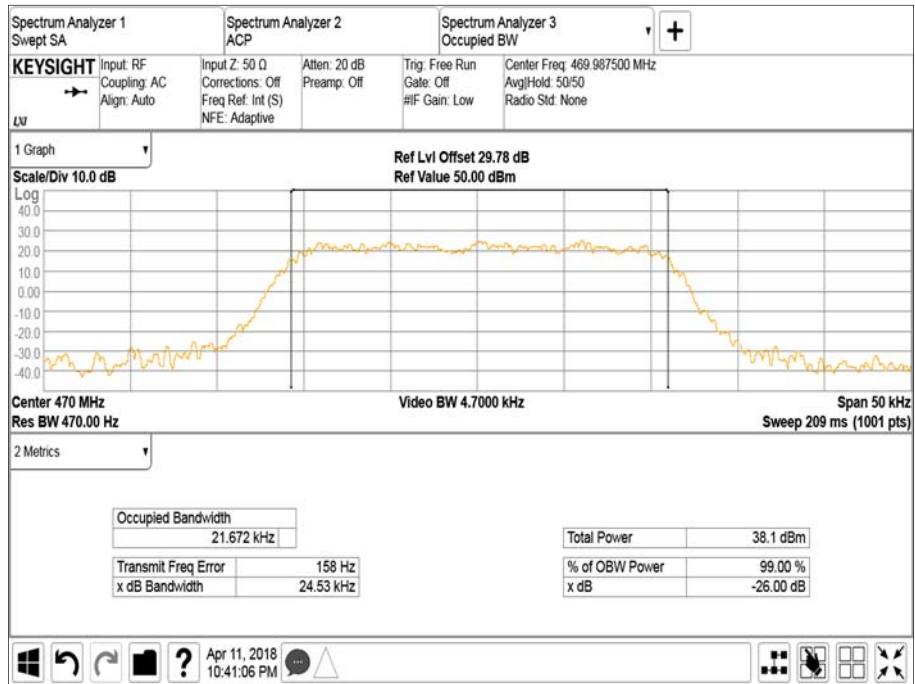 Spectrum Analyzer 1
Swept SA
Spectrum Analyzer 2
ACP
Spectrum Analyzer 3
Occupied BW
KEYSIGHT
LXI
Input: RF
Coupling: AC
Align: Auto
Input Z: 50 Ω
Corrections: Off
Freq Ref: Int (S)
NFE: Adaptive
Atten: 20 dB
Preamp: Off
Trig: Free Run
Gate: Off
#IF Gain: Low
Center Freq: 469.987500 MHz
Avg|Hold: 50/50
Radio Std: None
1 Graph
Scale/Div 10.0 dB
Ref Lvl Offset 29.78 dB
Ref Value 50.00 dBm
Log
40.0
30.0
20.00
10.0
0.00
-10.0
-20.0
-30.0
-40.0
Center 470 MHz
Video BW 4.7000 kHz
Span 50 kHz
Res BW 470.00 Hz
Sweep 209 ms (1001 pts)
2 Metrics
Occupied Bandwidth
21.672 kHz
Total Power 38.1 dBm
Transmit Freq Error 158 Hz
% of OBW Power 99.00 %
x dB Bandwidth 24.53 kHz
x dB -26.00 dB
?
Apr 11, 2018
10:41:06 PM